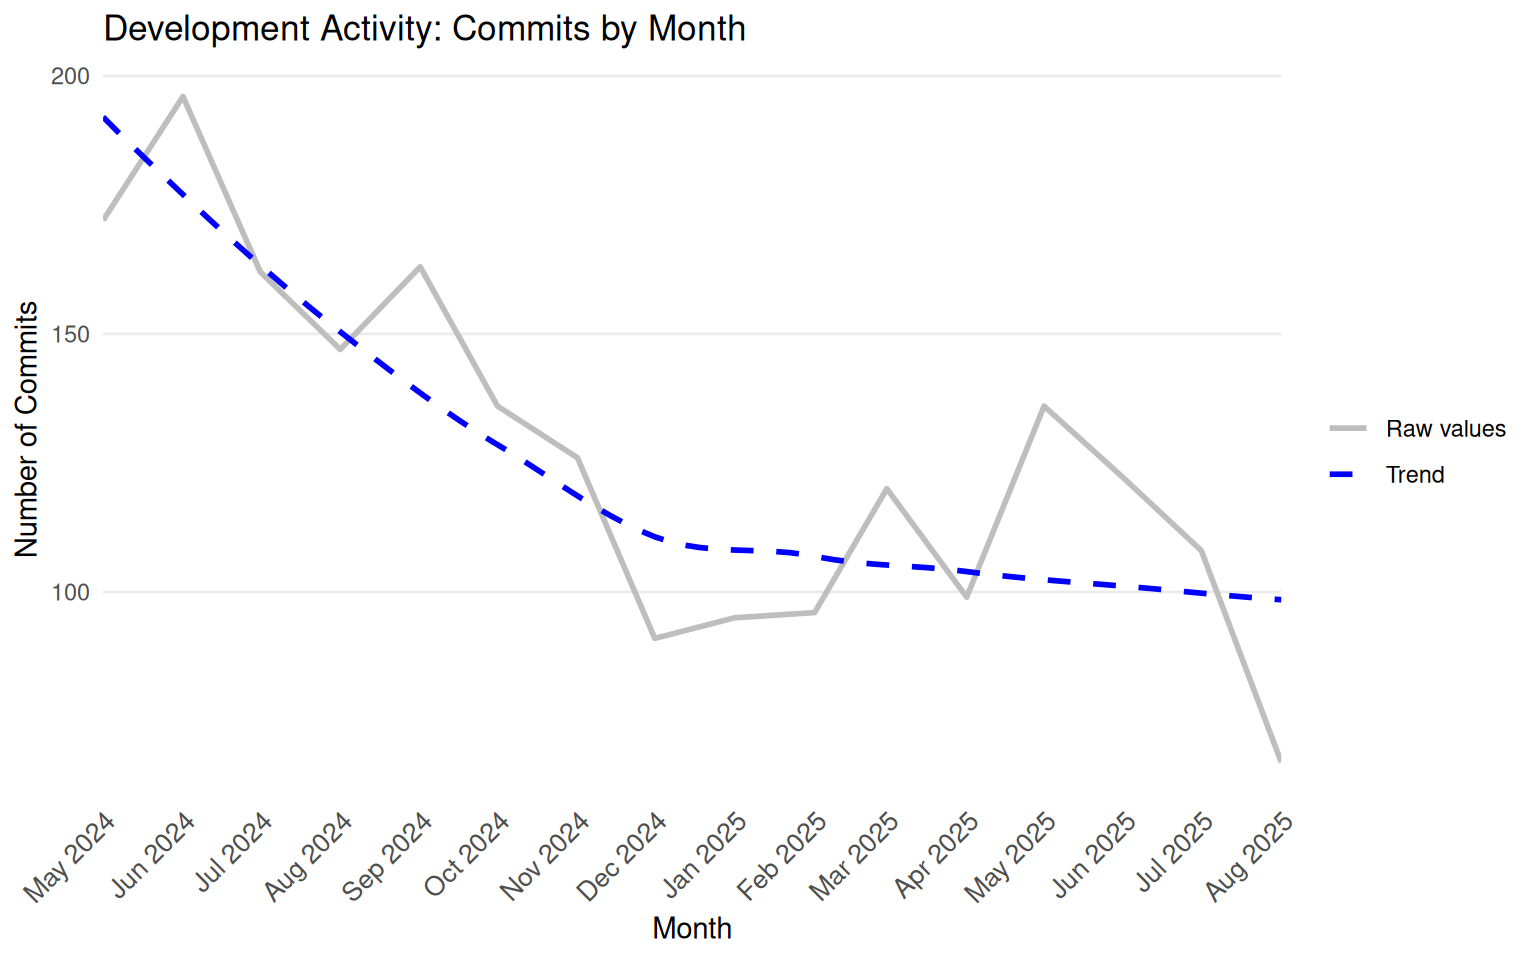 Development Activity: Commits by Month
200
150
100
Number of Commits
Raw values
Trend
May 2024
Jun 2024
Jul 2024
Aug 2024
Sep 2024
Oct 2024
Nov 2024
Dec 2024
Jan 2025
Feb 2025
Mar 2025
Apr 2025
May 2025
Jun 2025
Jul 2025
Aug 2025
Month